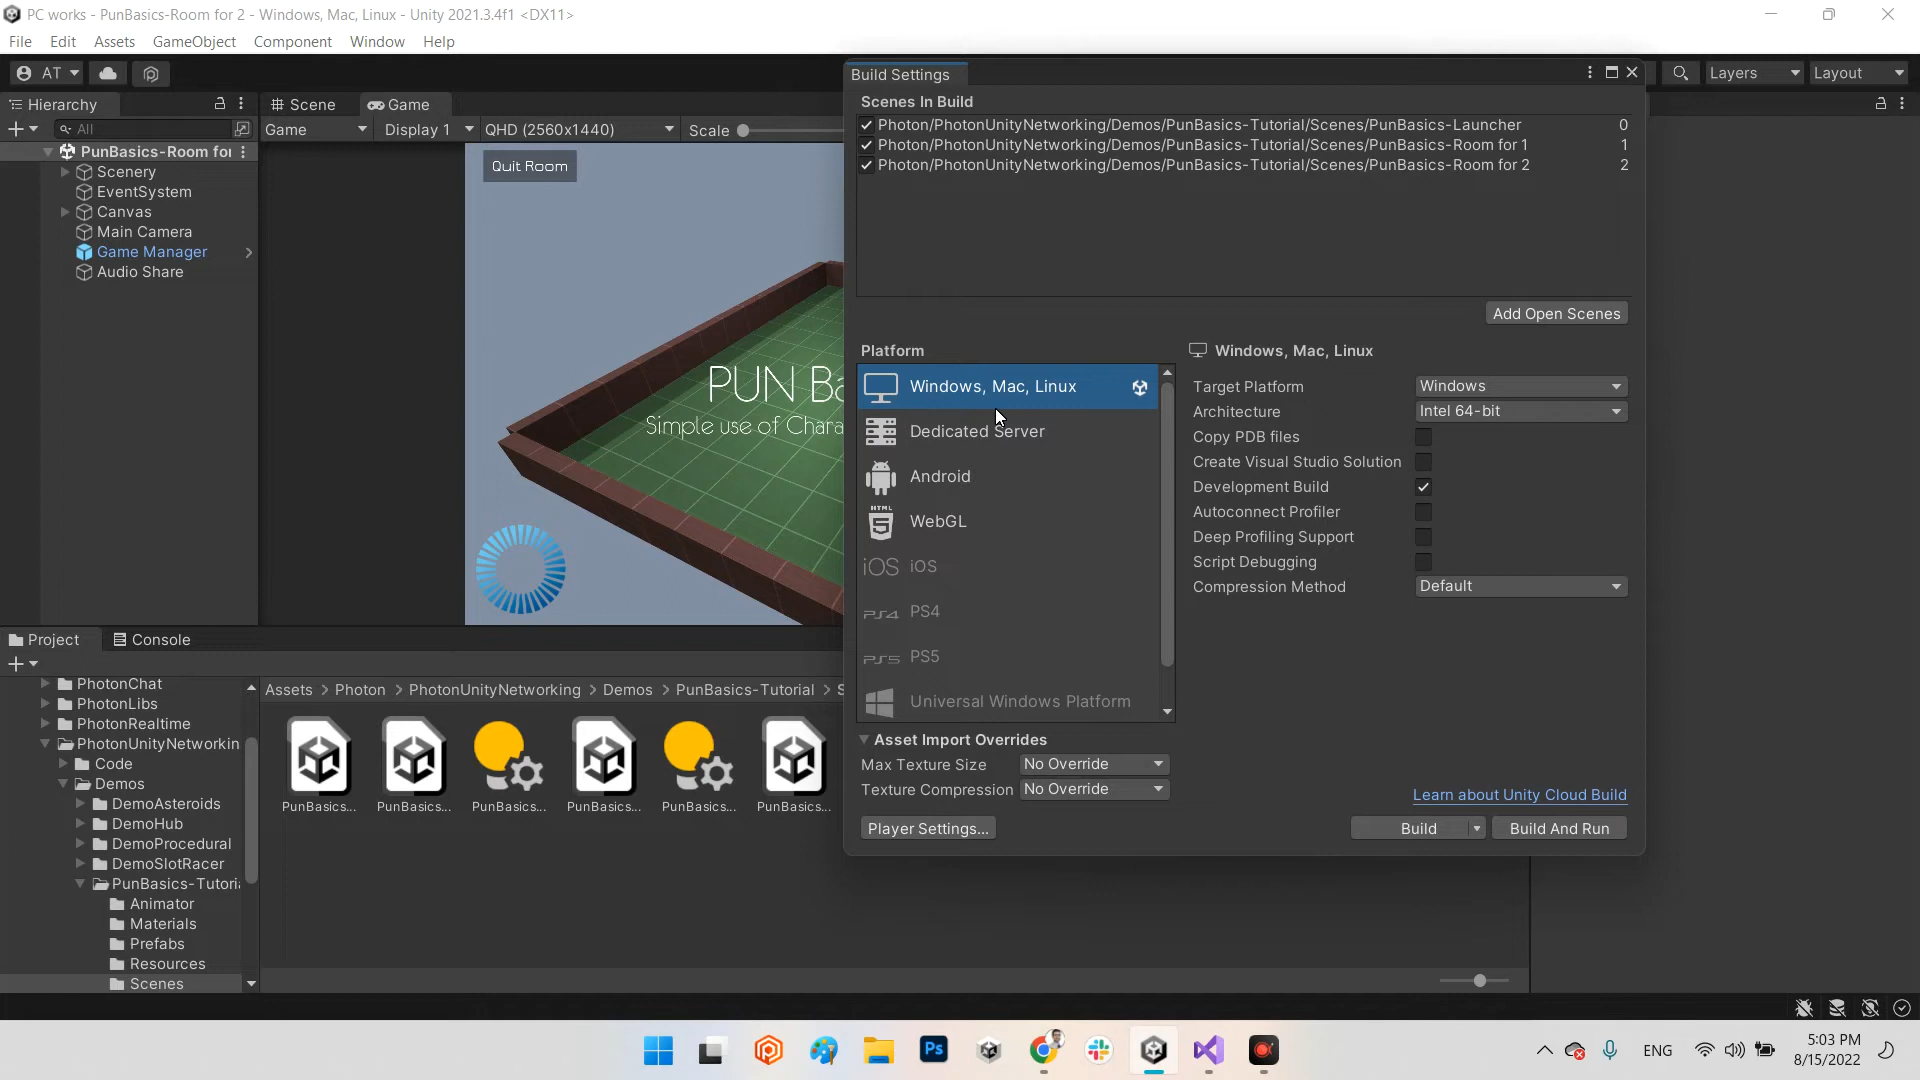 PC works - PunBasics-Room for 2 - Windows, Mac, Linux - Unity 2021.3.4f1 <DX11>
File Edit Assets GameObject Component Window Help
AT
Layers
Layout
Hierarchy
All
PunBasics-Room for
Scenery
EventSystem
Canvas
Main Camera
Game Manager
Audio Share
Scene
Game
Game
Display 1
QHD (2560x1440)
Scale
Quit Room
PUN Ba
Simple use of Chara
Build Settings
Scenes In Build
Photon/PhotonUnityNetworking/Demos/PunBasics-Tutorial/Scenes/PunBasics-Launcher 0
Photon/PhotonUnityNetworking/Demos/PunBasics-Tutorial/Scenes/PunBasics-Room for 1 1
Photon/PhotonUnityNetworking/Demos/PunBasics-Tutorial/Scenes/PunBasics-Room for 2 2
Add Open Scenes
Platform
Windows, Mac, Linux
Dedicated Server
Android
HTML
5
WebGL
iOS iOS
PS4 PS4
PS5 PS5
Universal Windows Platform
Windows, Mac, Linux
Target Platform Windows
Architecture Intel 64-bit
Copy PDB files
Create Visual Studio Solution
Development Build
Autoconnect Profiler
Deep Profiling Support
Script Debugging
Compression Method Default
Asset Import Overrides
Max Texture Size No Override
Texture Compression No Override
Learn about Unity Cloud Build
Player Settings...
Build
Build And Run
Project
Console
PhotonChat
PhotonLibs
PhotonRealtime
PhotonUnityNetworkin
Code
Demos
DemoAsteroids
DemoHub
DemoProcedural
DemoSlotRacer
PunBasics-Tutoria
Animator
Materials
Prefabs
Resources
Scenes
Assets > Photon > PhotonUnityNetworking > Demos > PunBasics-Tutorial > S
PunBasics... PunBasics... PunBasics... PunBasics... PunBasics... PunBasics...
Ps
ENG
5:03 PM
8/15/2022